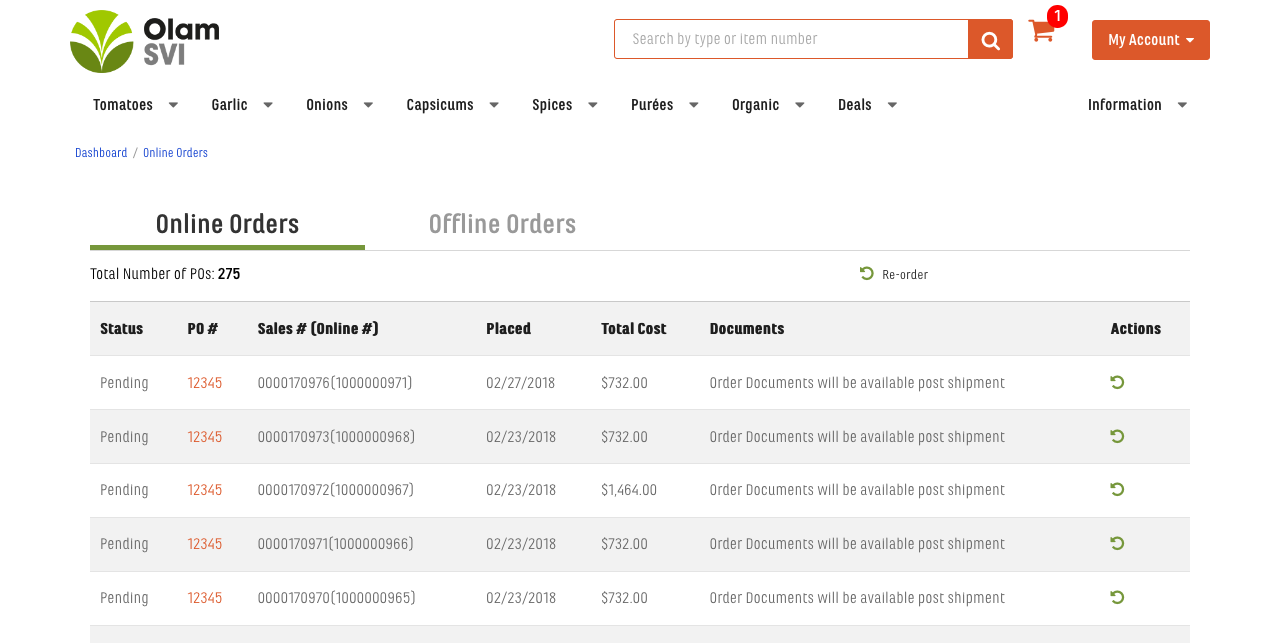 Olam
SVI
Search by type or item number
1
My Account
Tomatoes Garlic Onions Capsicums Spices Purées Organic Deals Information
Dashboard / Online Orders
Online Orders Offline Orders
Total Number of POs: 275 Re-order
Status PO # Sales # (Online #) Placed Total Cost Documents Actions
Pending 12345 0000170976(1000000971) 02/27/2018 $732.00 Order Documents will be available post shipment
Pending 12345 0000170973(1000000968) 02/23/2018 $732.00 Order Documents will be available post shipment
Pending 12345 0000170972(1000000967) 02/23/2018 $1,464.00 Order Documents will be available post shipment
Pending 12345 0000170971(1000000966) 02/23/2018 $732.00 Order Documents will be available post shipment
Pending 12345 0000170970(1000000965) 02/23/2018 $732.00 Order Documents will be available post shipment